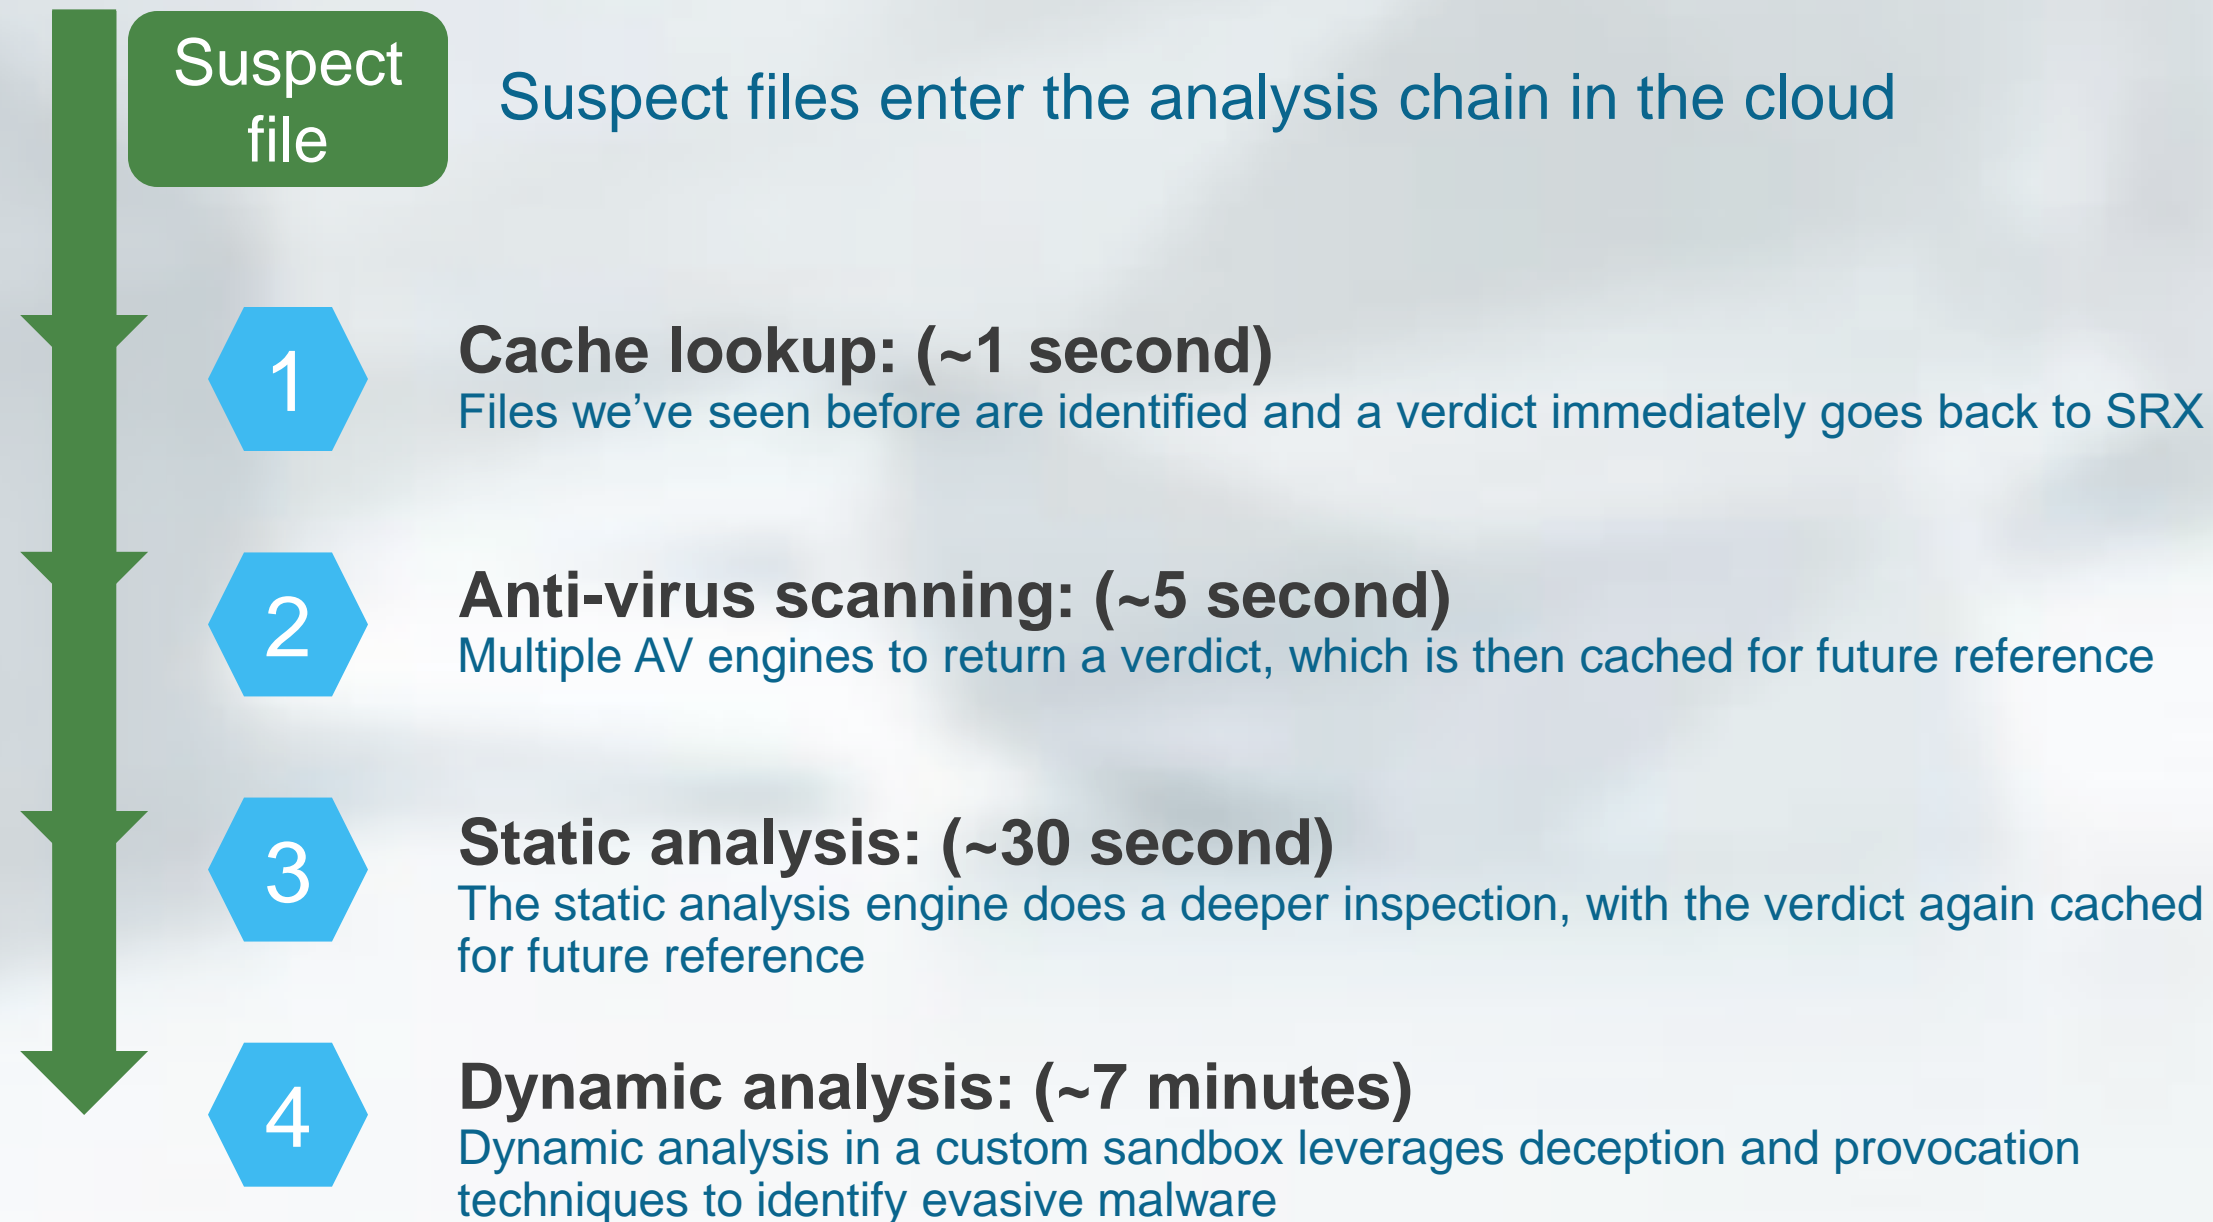 Suspect
file
Suspect files enter the analysis chain in the cloud
1
Cache lookup: (~1 second)
Files we’ve seen before are identified and a verdict immediately goes back to SRX
2
Anti-virus scanning: (~5 second)
Multiple AV engines to return a verdict, which is then cached for future reference
3
Static analysis: (~30 second)
The static analysis engine does a deeper inspection, with the verdict again cached
for future reference
4
Dynamic analysis: (~7 minutes)
Dynamic analysis in a custom sandbox leverages deception and provocation
techniques to identify evasive malware